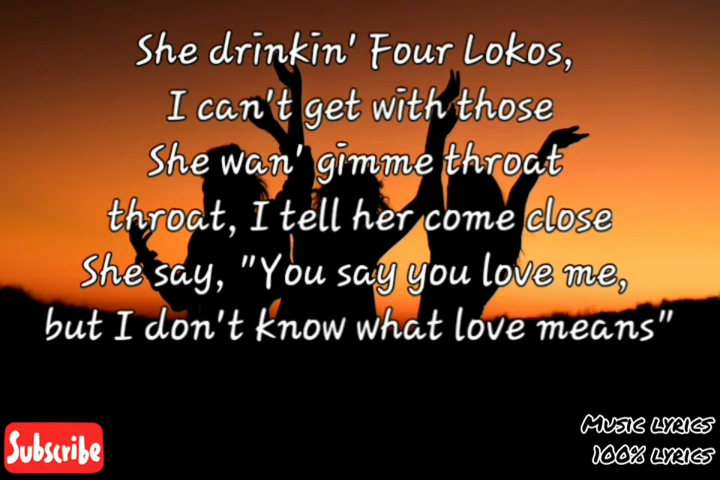 She drinkin' Four Lokos,
I can't get with those
She wan' gimme throat
throat, I tell her come close
She say, "You say you love me,
but I don't know what love means"
Subscribe
Music lyrics
100% lyrics